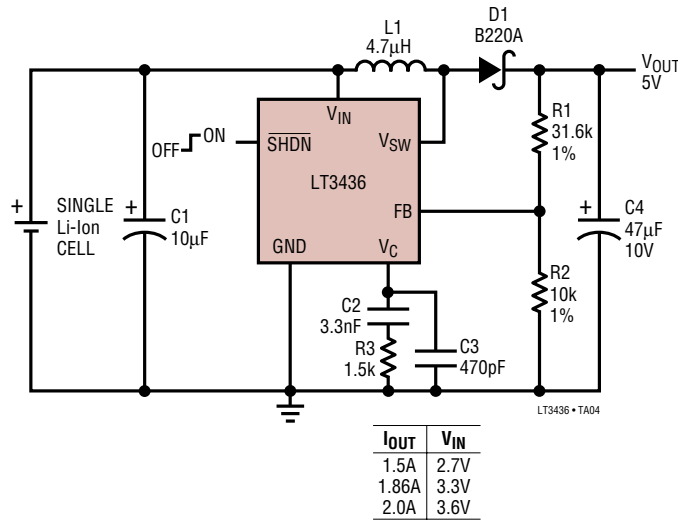 L1
4.7µH
D1
B220A
VOUT
5V
VIN
R1
31.6k
1%
OFF
ON
SHDN
VSW
LT3436
+
SINGLE
Li-Ion
CELL
+
C1
10µF
FB
+
C4
47µF
10V
GND
VC
R2
10k
1%
C2
3.3nF
R3
1.5k
C3
470pF
LT3436 • TA04
IOUT VIN
1.5A 2.7V
1.86A 3.3V
2.0A 3.6V